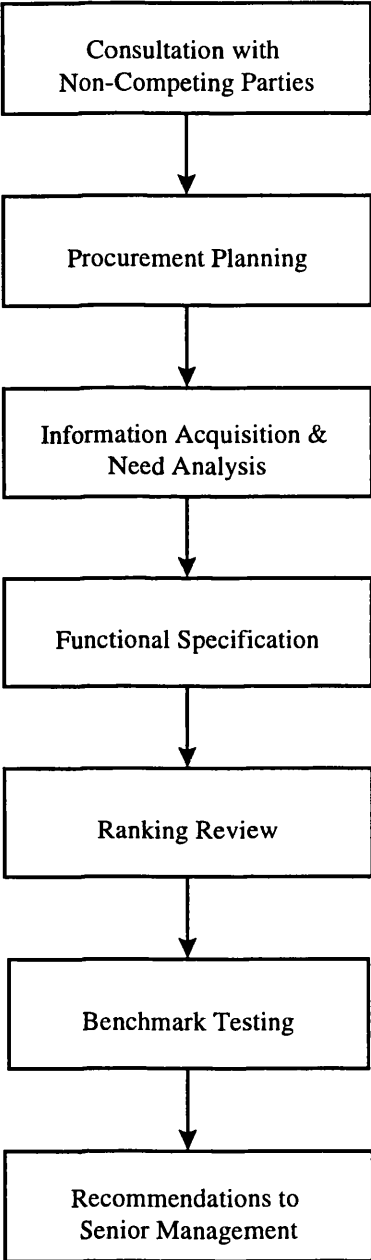 Consultation with
Non-Competing Parties
Procurement Planning
Information Acquisition &
Need Analysis
Functional Specification
Ranking Review
Benchmark Testing
Recommendations to
Senior Management